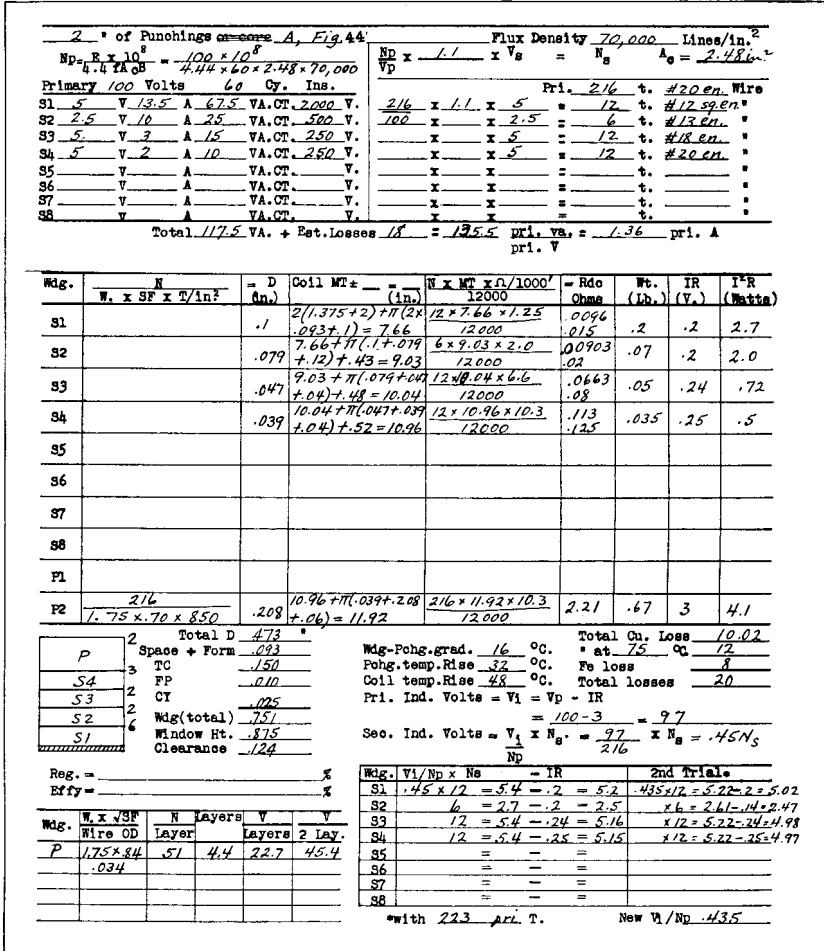 2 " of Punchings or core A, Fig. 44
Flux Density 70,000 Lines/in.2
Np= E x 10^8 / 4.4 fAcB = 100 × 10^8 / 4.44 × 60 × 2.48 × 70,000
Np/Vp x 1.1 x Vs = Ns Ac = 2.48 in.2
Primary 100 Volts 60 Cy. Ins.
Pri. 216 t. #20 en. Wire
S1 5 V 13.5 A 67.5 VA.CT. 2000 V. 216 x 1.1 x 5 = 12 t. #12 sq.en. "
S2 2.5 V 10 A 25 VA.CT. 500 V. 100 x x 2.5 = 6 t. #13 en. "
S3 5 V 3 A 15 VA.CT. 250 V. x x 5 = 12 t. #18 en. "
S4 5 V 2 A 10 VA.CT. 250 V. x x 5 = 12 t. #20 en. "
S5 V A VA.CT. V. x x = t. "
S6 V A VA.CT. V. x x = t. "
S7 V A VA.CT. V. x x = t. "
S8 V A VA.CT. V. x x = t. "
Total 117.5 VA. + Est.Losses 18 = 135.5 pri. va. = 1.36 pri. A
pri. V
Wdg. N / W. x SF x T/in2 = D (in.) Coil MT± __ = __ (in.) N x MT x Ω/1000' / 12000 = Rdc Ohms Wt. (Lb.) IR (V.) I2R (Watts)
S1 .1 2(1.375+2)+π(2x .093+.1) = 7.66 12 × 7.66 × 1.25 / 12000 .0096 .015 .2 .2 2.7
S2 .079 7.66+π(.1+.079 +.12)+.43 = 9.03 6 × 9.03 × 2.0 / 12000 .00903 .02 .07 .2 2.0
S3 .047 9.03+π(.079+.047 +.04)+.48 = 10.04 12×10.04×6.6 / 12000 .0663 .08 .05 .24 .72
S4 .039 10.04+π(.047+.039 +.04)+.52 = 10.96 12 × 10.96 × 10.3 / 12000 .113 .125 .035 .25 .5
S5
S6
S7
S8
P1
P2 216 / 1.75 x .70 x 850 .208 10.96+π(.039+.208 +.06) = 11.92 216 × 11.92 × 10.3 / 12000 2.21 .67 3 4.1
P
S4
S3
S2
S1
2
3
2
2
6
Total D .473 "
Space + Form .093
TC .150
FP .010
CT .025
Wdg(total) .751
Window Ht. .875
Clearance .124
Wdg-Pchg.grad. 16 °C.
Pchg.temp.Rise 32 °C.
Coil temp.Rise 48 °C.
Total Cu. Loss 10.02
" at 75 °C. 12
Fe loss 8
Total losses 20
Pri. Ind. Volts = Vi = Vp - IR
= 100-3 = 97
Sec. Ind. Volts = Vi/Np x Ns. = 97/216 x Ns = .45Ns
Reg. = %
Effy= %
Wdg. W. x √SF / Wire OD N / Layer Layers V / Layers V / 2 Lay.
P 1.75×.84 / .034 51 4.4 22.7 45.4
Wdg. Vi/Np x Ns - IR 2nd Trial*
S1 .45 × 12 = 5.4 - .2 = 5.2 .435×12 = 5.22-.2 = 5.02
S2 6 = 2.7 - .2 - 2.5 ×6 = 2.61-.14=2.47
S3 12 = 5.4 - .24 = 5.16 ×12 = 5.22-.24=4.98
S4 12 = 5.4 - .25 = 5.15 ×12 = 5.22-.25=4.97
S5 = - =
S6 = - =
S7 = - =
S8 = - =
*with 223 pri T. New Vi/Np .435